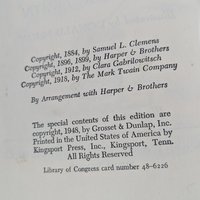 Copyright, 1884, by Samuel L. Clemens
Copyright, 1896, 1899, by Harper & Brothers
Copyright, 1912, by Clara Gabrilowitsch
Copyright, 1918, by The Mark Twain Company
By Arrangement with Harper & Brothers
The special contents of this edition are
copyright, 1948, by Grosset & Dunlap, Inc.
Printed in the United States of America by
Kingsport Press, Inc., Kingsport, Tenn.
All Rights Reserved
Library of Congress card number 48-6226